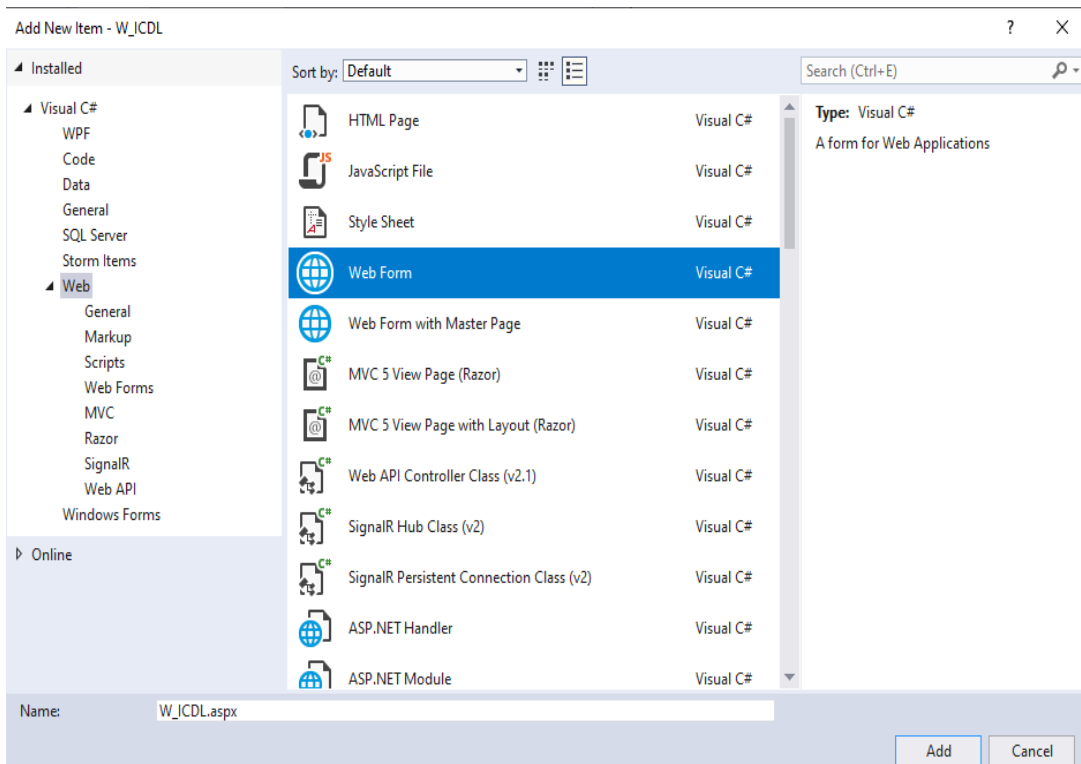 Add New Item - W_ICDL ?
Installed
Sort by: Default
Search (Ctrl+E)
Visual C#
WPF
Code
Data
General
SQL Server
Storm Items
Web
General
Markup
Scripts
Web Forms
MVC
Razor
SignalR
Web API
Windows Forms
Online
HTML Page Visual C#
JS
JavaScript File Visual C#
A
Style Sheet Visual C#
Web Form Visual C#
Web Form with Master Page Visual C#
C#
@
MVC 5 View Page (Razor) Visual C#
C#
@
MVC 5 View Page with Layout (Razor) Visual C#
C#
Web API Controller Class (v2.1) Visual C#
C#
SignalR Hub Class (v2) Visual C#
C#
SignalR Persistent Connection Class (v2) Visual C#
ASP.NET Handler Visual C#
ASP.NET Module Visual C#
Type: Visual C#
A form for Web Applications
Name: W_ICDL.aspx
Add Cancel